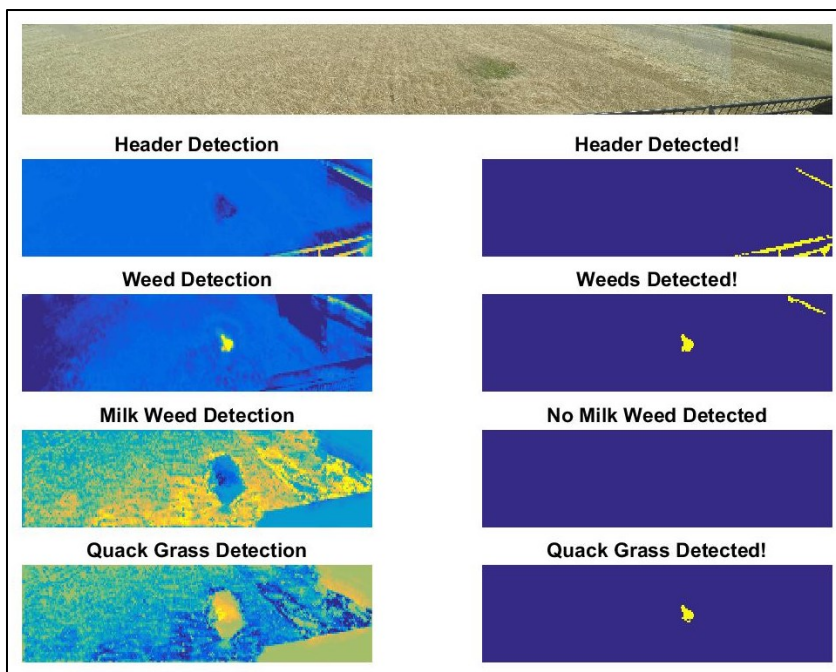 Header Detection
Header Detected!
Weed Detection
Weeds Detected!
Milk Weed Detection
No Milk Weed Detected
Quack Grass Detection
Quack Grass Detected!